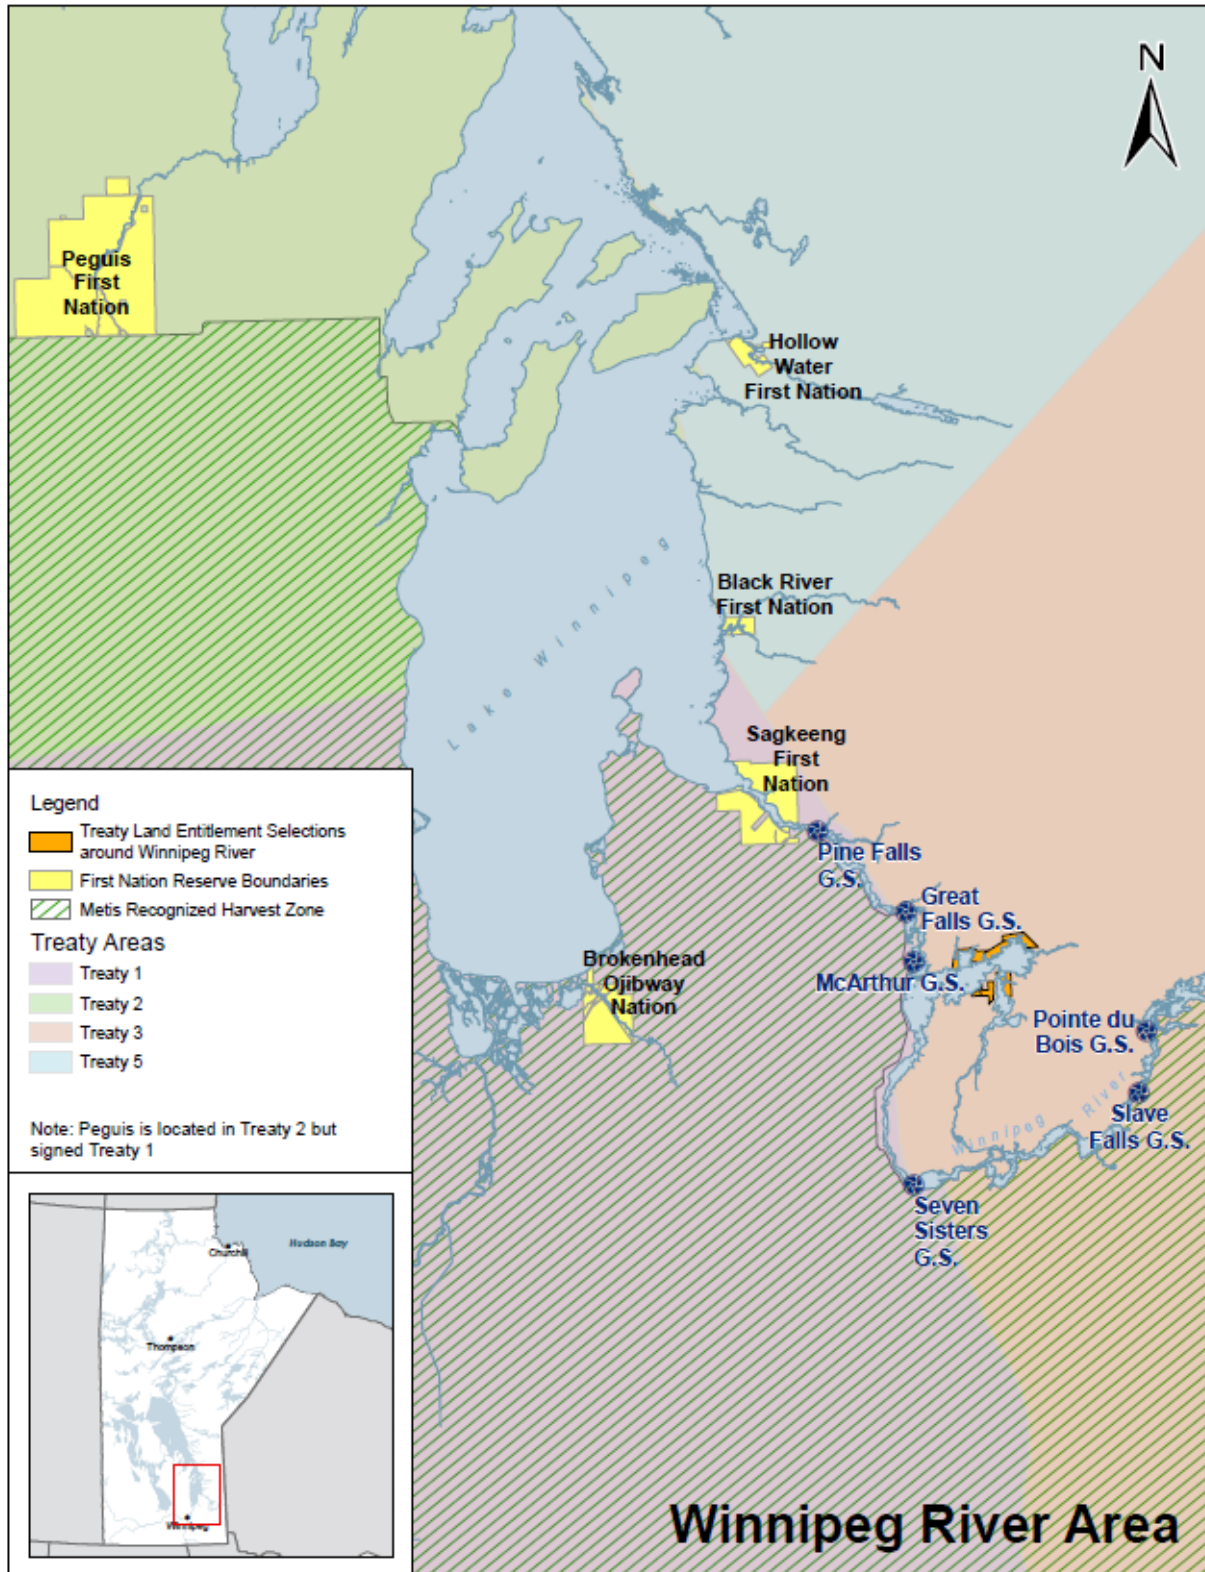 N
Peguis
First
Nation
Hollow
Water
First Nation
Black River
First Nation
Lake Winnipeg
Sagkeeng
First
Nation
Pine Falls
G.S.
Great
Falls G.S.
McArthur G.S.
Brokenhead
Ojibway
Nation
Pointe du
Bois G.S.
Winnipeg River
Slave
Falls G.S.
Seven
Sisters
G.S.
Legend
Treaty Land Entitlement Selections
around Winnipeg River
First Nation Reserve Boundaries
Metis Recognized Harvest Zone
Treaty Areas
Treaty 1
Treaty 2
Treaty 3
Treaty 5
Note: Peguis is located in Treaty 2 but
signed Treaty 1
Hudson Bay
Churchill
Thompson
Winnipeg
Winnipeg River Area